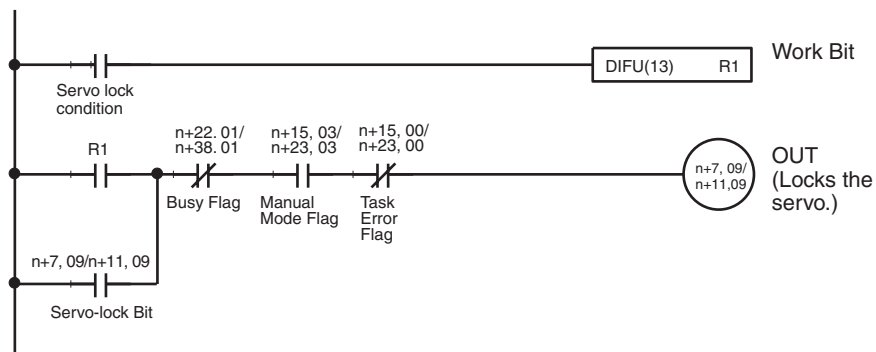 DIFU(13) R1
Work Bit
Servo lock
condition
R1
n+22. 01/
n+38. 01
n+15, 03/
n+23, 03
n+15, 00/
n+23, 00
Busy Flag
Manual
Mode Flag
Task
Error
Flag
n+7, 09/
n+11,09
OUT
(Locks the
servo.)
n+7, 09/n+11, 09
Servo-lock Bit